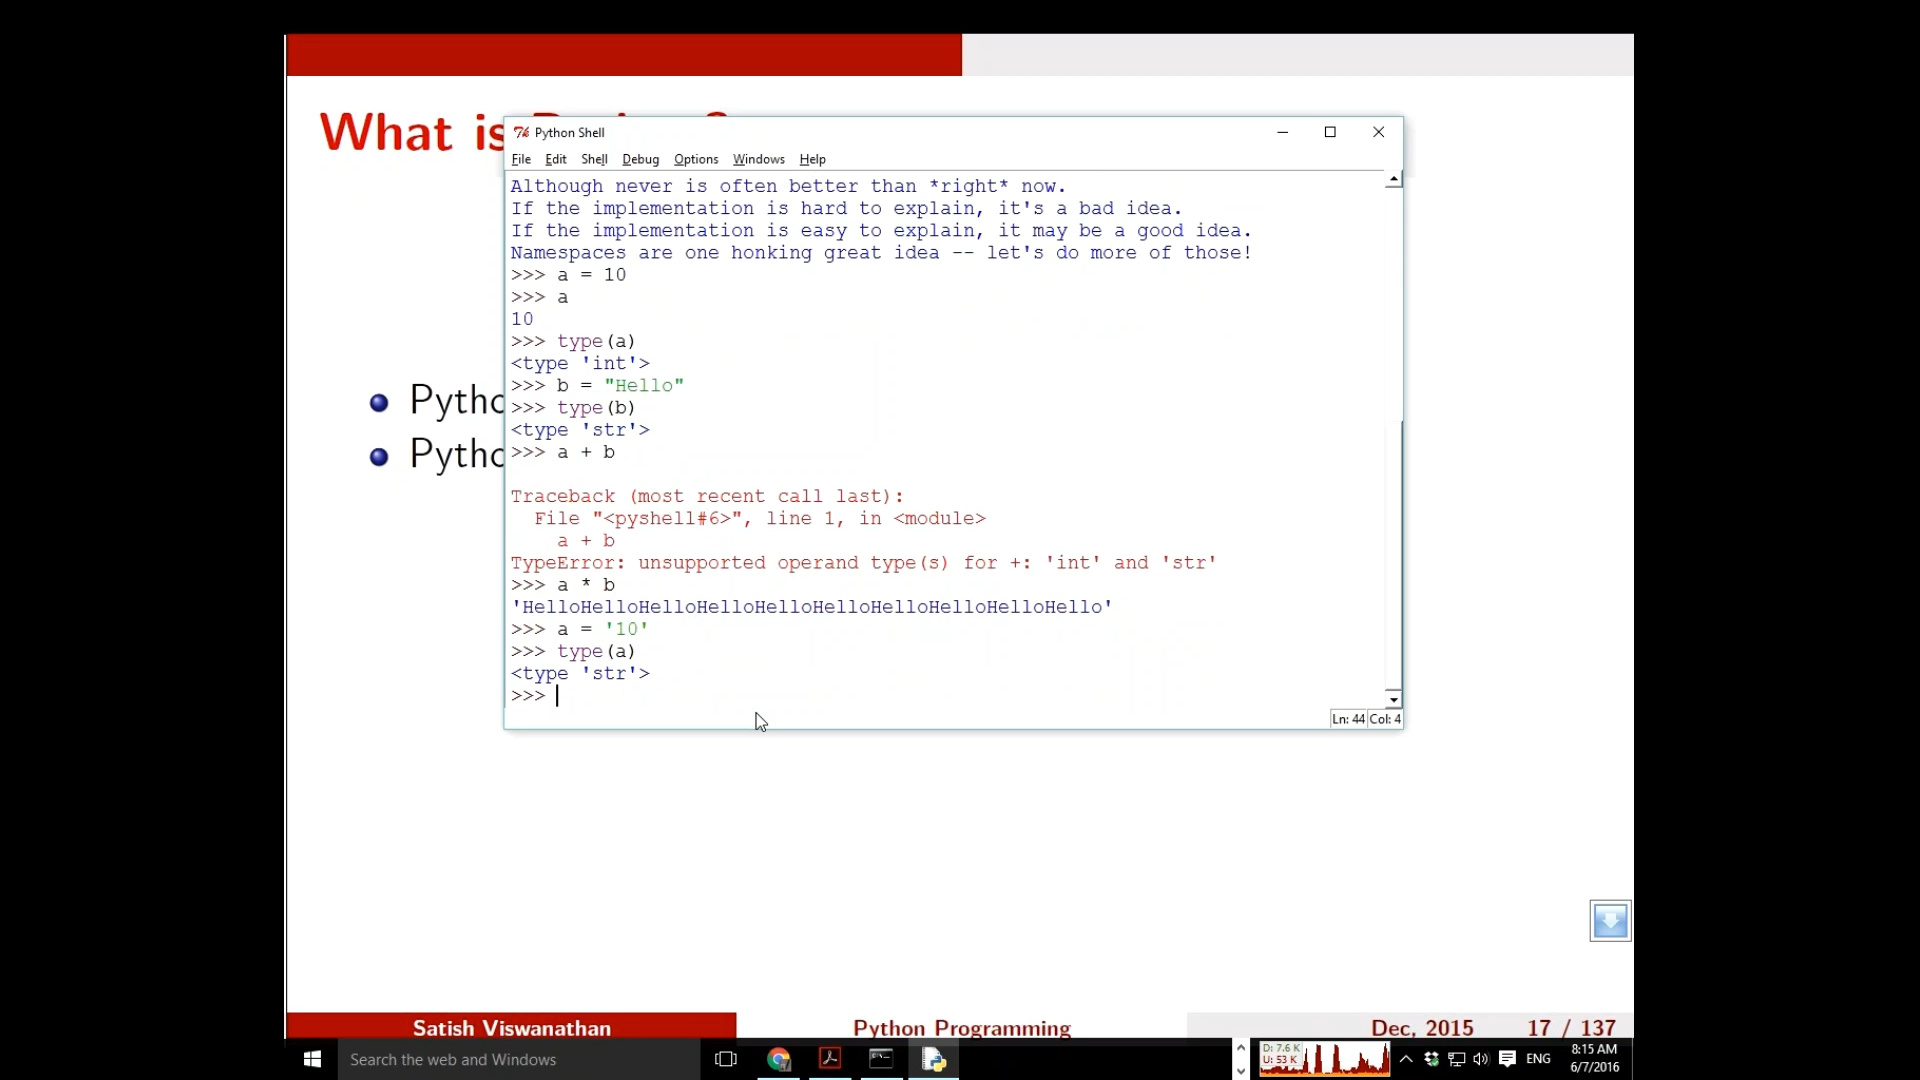 What is
Python Shell
File Edit Shell Debug Options Windows Help
Although never is often better than *right* now.
If the implementation is hard to explain, it's a bad idea.
If the implementation is easy to explain, it may be a good idea.
Namespaces are one honking great idea -- let's do more of those!
>>> a = 10
>>> a
10
>>> type(a)
<type 'int'>
>>> b = "Hello"
>>> type(b)
<type 'str'>
>>> a + b
Traceback (most recent call last):
File "<pyshell#6>", line 1, in <module>
a + b
TypeError: unsupported operand type(s) for +: 'int' and 'str'
>>> a * b
'HelloHelloHelloHelloHelloHelloHelloHelloHelloHello'
>>> a = '10'
>>> type(a)
<type 'str'>
>>>
Ln: 44 Col: 4
Satish Viswanathan Python Programming Dec, 2015 17 / 137
Search the web and Windows
D: 7.6 K
U: 53 K
ENG
8:15 AM
6/7/2016